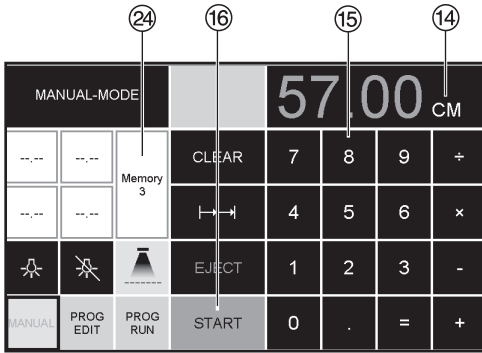 24 16 15 14
MANUAL-MODE 57.00 CM
--.-- --.-- Memory 3 CLEAR 7 8 9 ÷
--.-- --.-- 4 5 6 ×
EJECT 1 2 3 -
MANUAL PROG EDIT PROG RUN START 0 . = +